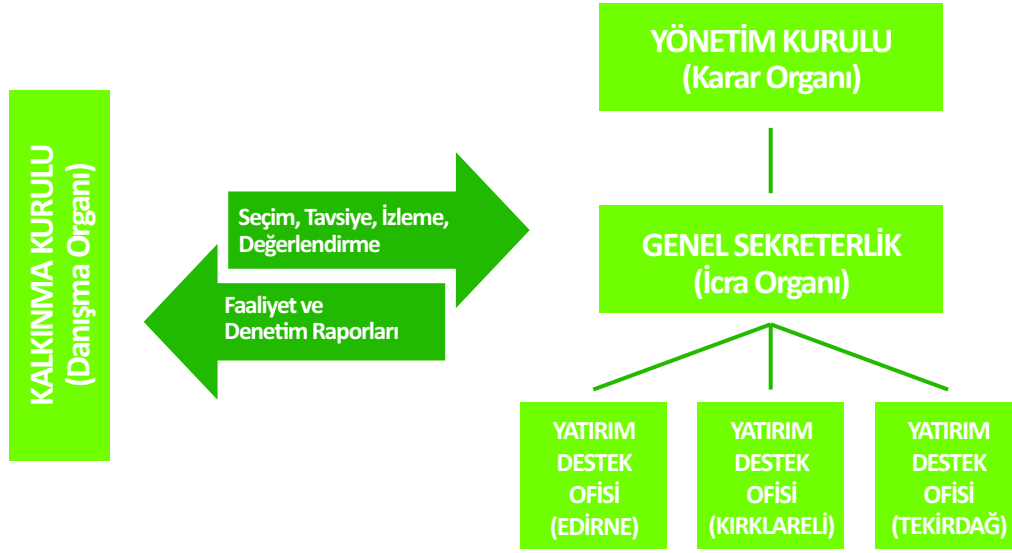 KALKINMA KURULU
(Danışma Organı)
Seçim, Tavsiye, İzleme,
Değerlendirme
Faaliyet ve
Denetim Raporları
YÖNETİM KURULU
(Karar Organı)
GENEL SEKRETERLİK
(İcra Organı)
YATIRIM
DESTEK
OFİSİ
(EDİRNE)
YATIRIM
DESTEK
OFİSİ
(KIRKLARELİ)
YATIRIM
DESTEK
OFİSİ
(TEKİRDAĞ)